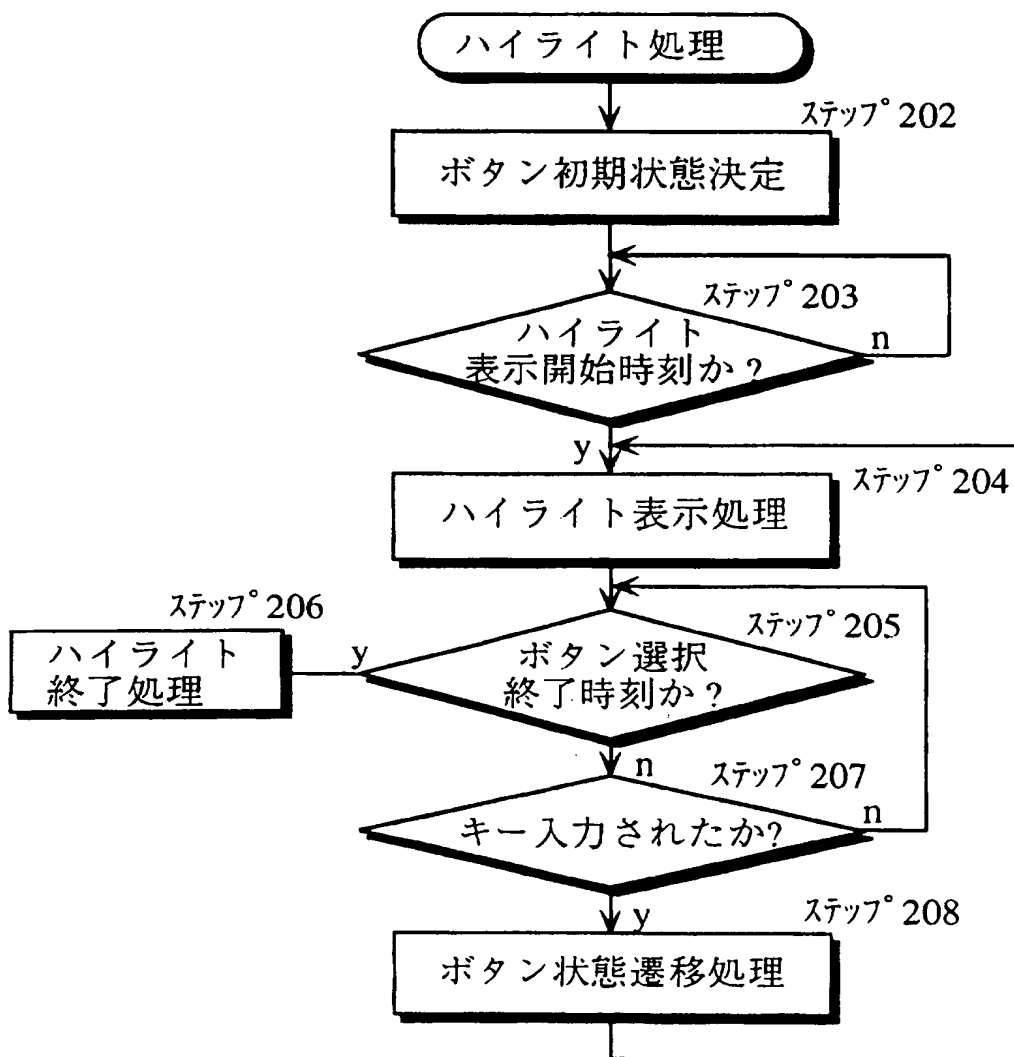 ハイライト処理
ステップ202
ボタン初期状態決定
ステップ203
ハイライト
表示開始時刻か?
n
y
ステップ204
ハイライト表示処理
ステップ206
ハイライト
終了処理
y
ステップ205
ボタン選択
終了時刻か?
n
ステップ207
キー入力されたか?
n
y
ステップ208
ボタン状態遷移処理